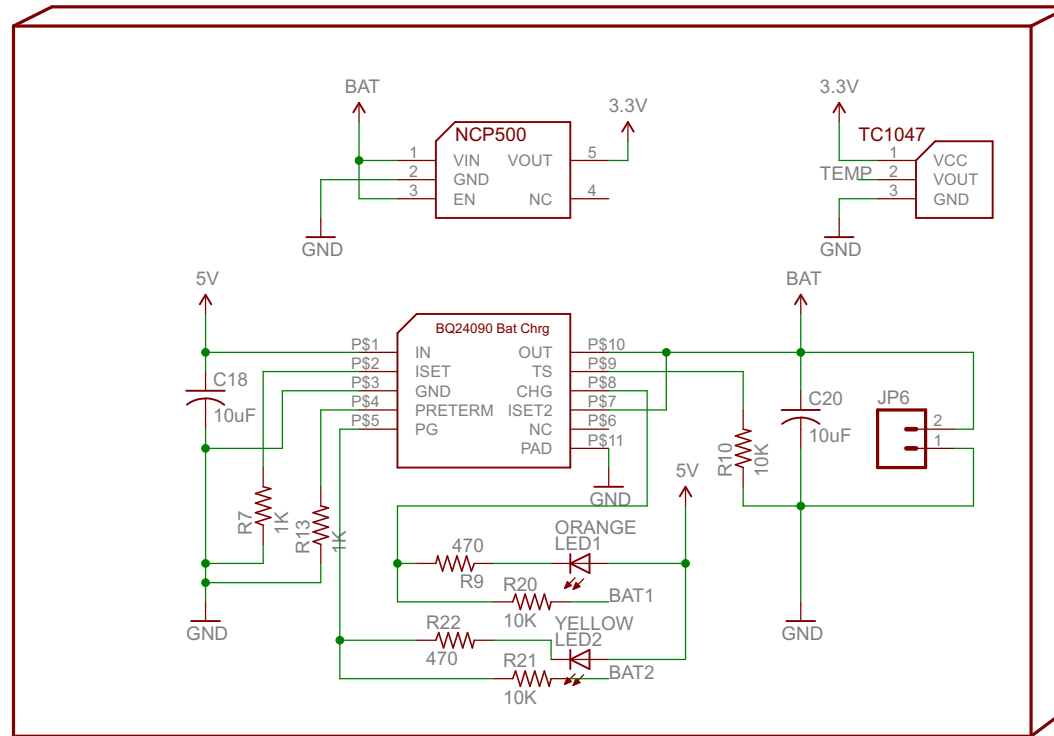 BAT
NCP500
3.3V
1 VIN VOUT 5
2 GND
3 EN NC 4
GND
3.3V
TC1047
1 VCC
TEMP 2 VOUT
3 GND
GND
5V
C18
10uF
BQ24090 Bat Chrg
P$1 IN OUT P$10
P$2 ISET TS P$9
P$3 GND CHG P$8
P$4 PRETERM ISET2 P$7
P$5 PG NC P$6
PAD P$11
GND
BAT
C20
10uF
R10
10K
JP6
2
1
GND
R7
1K
R13
1K
GND
5V
ORANGE
470 LED1
R9
R20 BAT1
10K
YELLOW
R22 LED2
470
R21 BAT2
10K